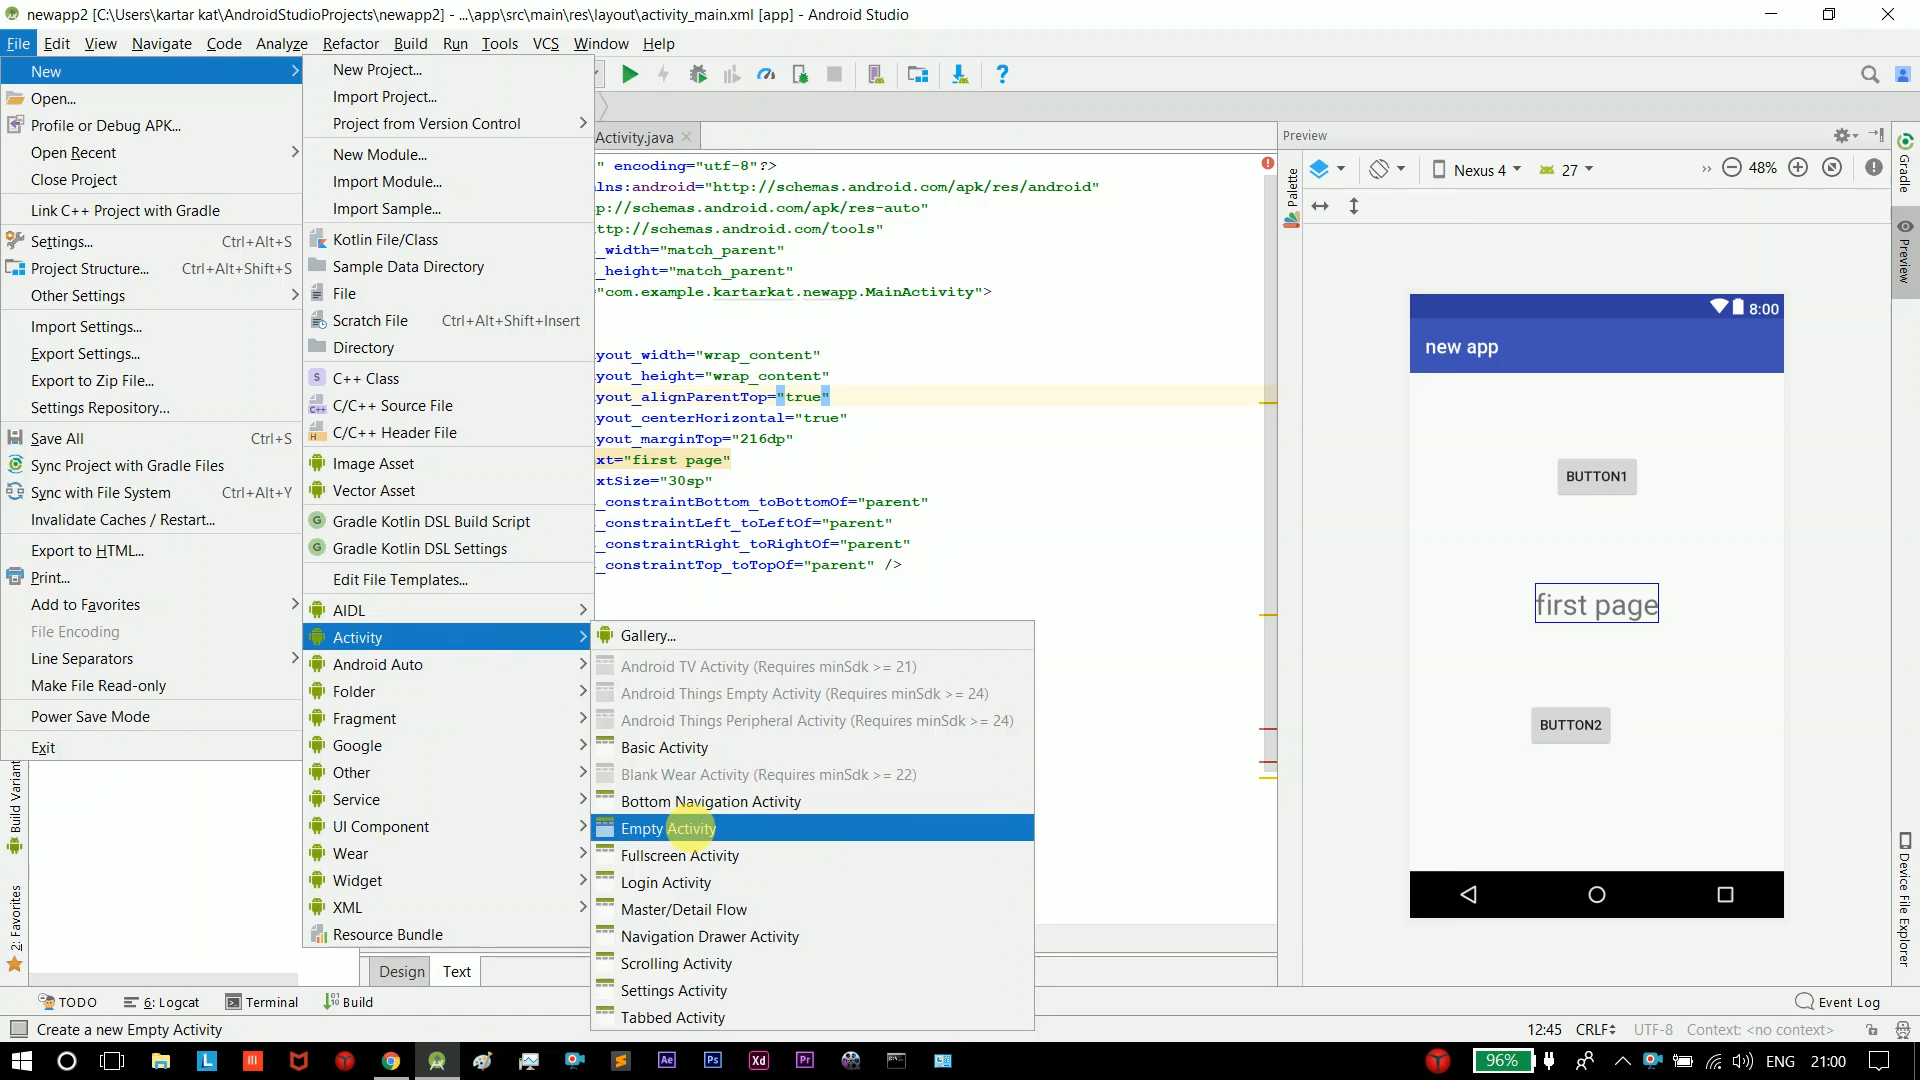 newapp2 [C:\Users\kartar kat\AndroidStudioProjects\newapp2] - ...\app\src\main\res\layout\activity_main.xml [app] - Android Studio
File Edit View Navigate Code Analyze Refactor Build Run Tools VCS Window Help
New
Open...
Profile or Debug APK...
Open Recent
Close Project
Link C++ Project with Gradle
Settings... Ctrl+Alt+S
Project Structure... Ctrl+Alt+Shift+S
Other Settings
Import Settings...
Export Settings...
Export to Zip File...
Settings Repository...
Save All Ctrl+S
Sync Project with Gradle Files
Sync with File System Ctrl+Alt+Y
Invalidate Caches / Restart...
Export to HTML...
Print...
Add to Favorites
File Encoding
Line Separators
Make File Read-only
Power Save Mode
Exit
New Project...
Import Project...
Project from Version Control
New Module...
Import Module...
Import Sample...
Kotlin File/Class
Sample Data Directory
File
Scratch File Ctrl+Alt+Shift+Insert
Directory
C++ Class
C/C++ Source File
C/C++ Header File
Image Asset
Vector Asset
Gradle Kotlin DSL Build Script
Gradle Kotlin DSL Settings
Edit File Templates...
AIDL
Activity
Android Auto
Folder
Fragment
Google
Other
Service
UI Component
Wear
Widget
XML
Resource Bundle
Gallery...
Android TV Activity (Requires minSdk >= 21)
Android Things Empty Activity (Requires minSdk >= 24)
Android Things Peripheral Activity (Requires minSdk >= 24)
Basic Activity
Blank Wear Activity (Requires minSdk >= 22)
Bottom Navigation Activity
Empty Activity
Fullscreen Activity
Login Activity
Master/Detail Flow
Navigation Drawer Activity
Scrolling Activity
Settings Activity
Tabbed Activity
Activity.java
" encoding="utf-8"?>
lns:android="http://schemas.android.com/apk/res/android"
p://schemas.android.com/apk/res-auto"
ttp://schemas.android.com/tools"
_width="match_parent"
_height="match_parent"
="com.example.kartarkat.newapp.MainActivity">
yout_width="wrap_content"
yout_height="wrap_content"
yout_alignParentTop="true"
yout_centerHorizontal="true"
yout_marginTop="216dp"
xt="first page"
xtSize="30sp"
_constraintBottom_toBottomOf="parent"
_constraintLeft_toLeftOf="parent"
_constraintRight_toRightOf="parent"
_constraintTop_toTopOf="parent" />
Preview
Palette
Nexus 4 27 48%
8:00
new app
BUTTON1
first page
BUTTON2
Gradle
Preview
Device File Explorer
Build Variant
2: Favorites
Design Text
TODO 6: Logcat Terminal Build Event Log
Create a new Empty Activity 12:45 CRLF UTF-8 Context: <no context>
L Ae Ps Xd Pr 96% ENG 21:00